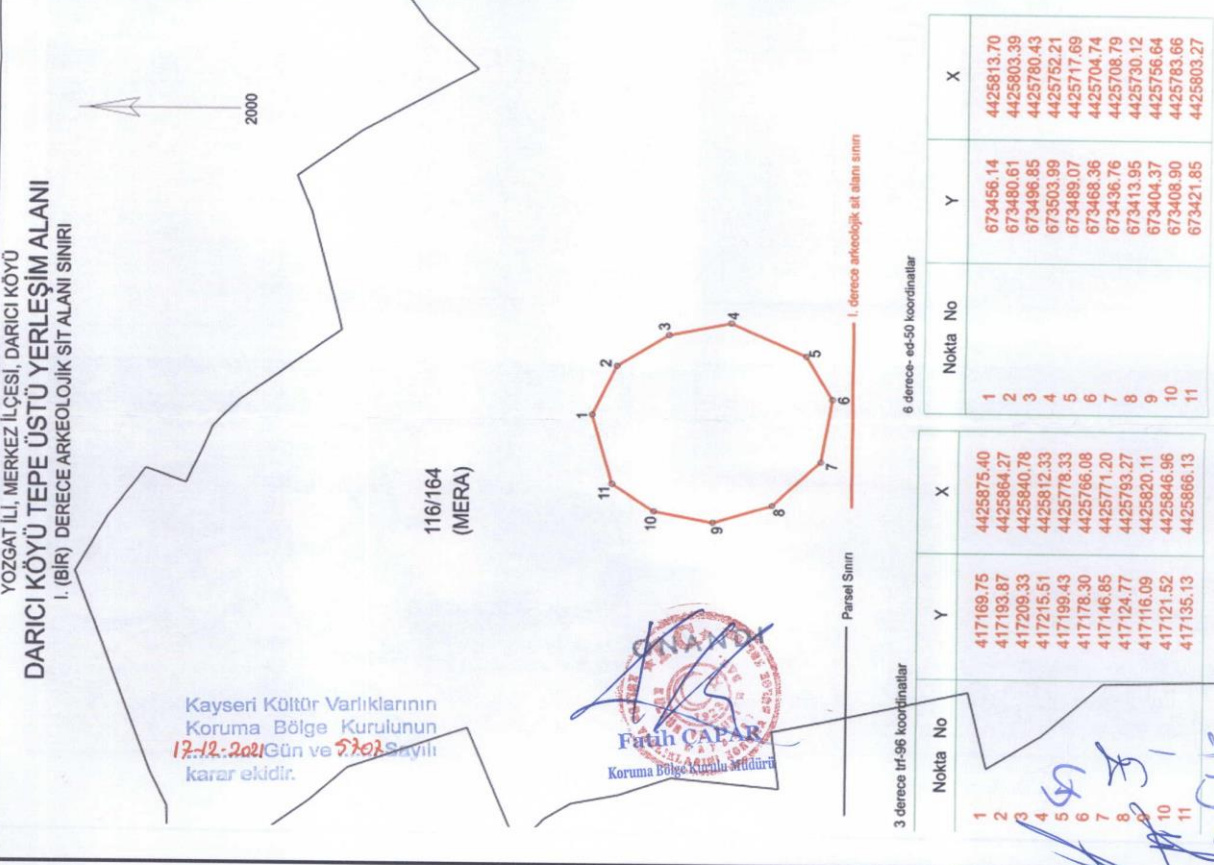 YOZGAT İLİ, MERKEZ İLÇESİ, DARICI KÖYÜ
DARICI KÖYÜ TEPE ÜSTÜ YERLEŞİM ALANI
I. (BİR) DERECE ARKEOLOJİK SİT ALANI SINIRI
2000
116/164
(MERA)
1
2
3
4
5
6
7
8
9
10
11
Kayseri Kültür Varlıklarının
Koruma Bölge Kurulunun
17-12-2021 Gün ve 5707 Sayılı
karar ekidir.
ONANDI
Fatih ÇAPAR
Koruma Bölge Kurulu Müdürü
Parsel Sınırı
I. derece arkeolojik sit alanı sınırı
3 derece trf-96 koordinatlar
Nokta No Y X
1 417169.75 4425875.40
2 417193.87 4425864.27
3 417209.33 4425840.78
4 417215.51 4425812.33
5 417199.43 4425778.33
6 417178.30 4425766.08
7 417146.85 4425771.20
8 417124.77 4425793.27
9 417116.09 4425820.11
10 417121.52 4425846.96
11 417135.13 4425866.13
6 derece- ed-50 koordinatlar
Nokta No Y X
1 673456.14 4425813.70
2 673480.61 4425803.39
3 673496.85 4425780.43
4 673503.99 4425752.21
5 673489.07 4425717.69
6 673468.36 4425704.74
7 673436.76 4425708.79
8 673413.95 4425730.12
9 673404.37 4425756.64
10 673408.90 4425783.66
11 673421.85 4425803.27